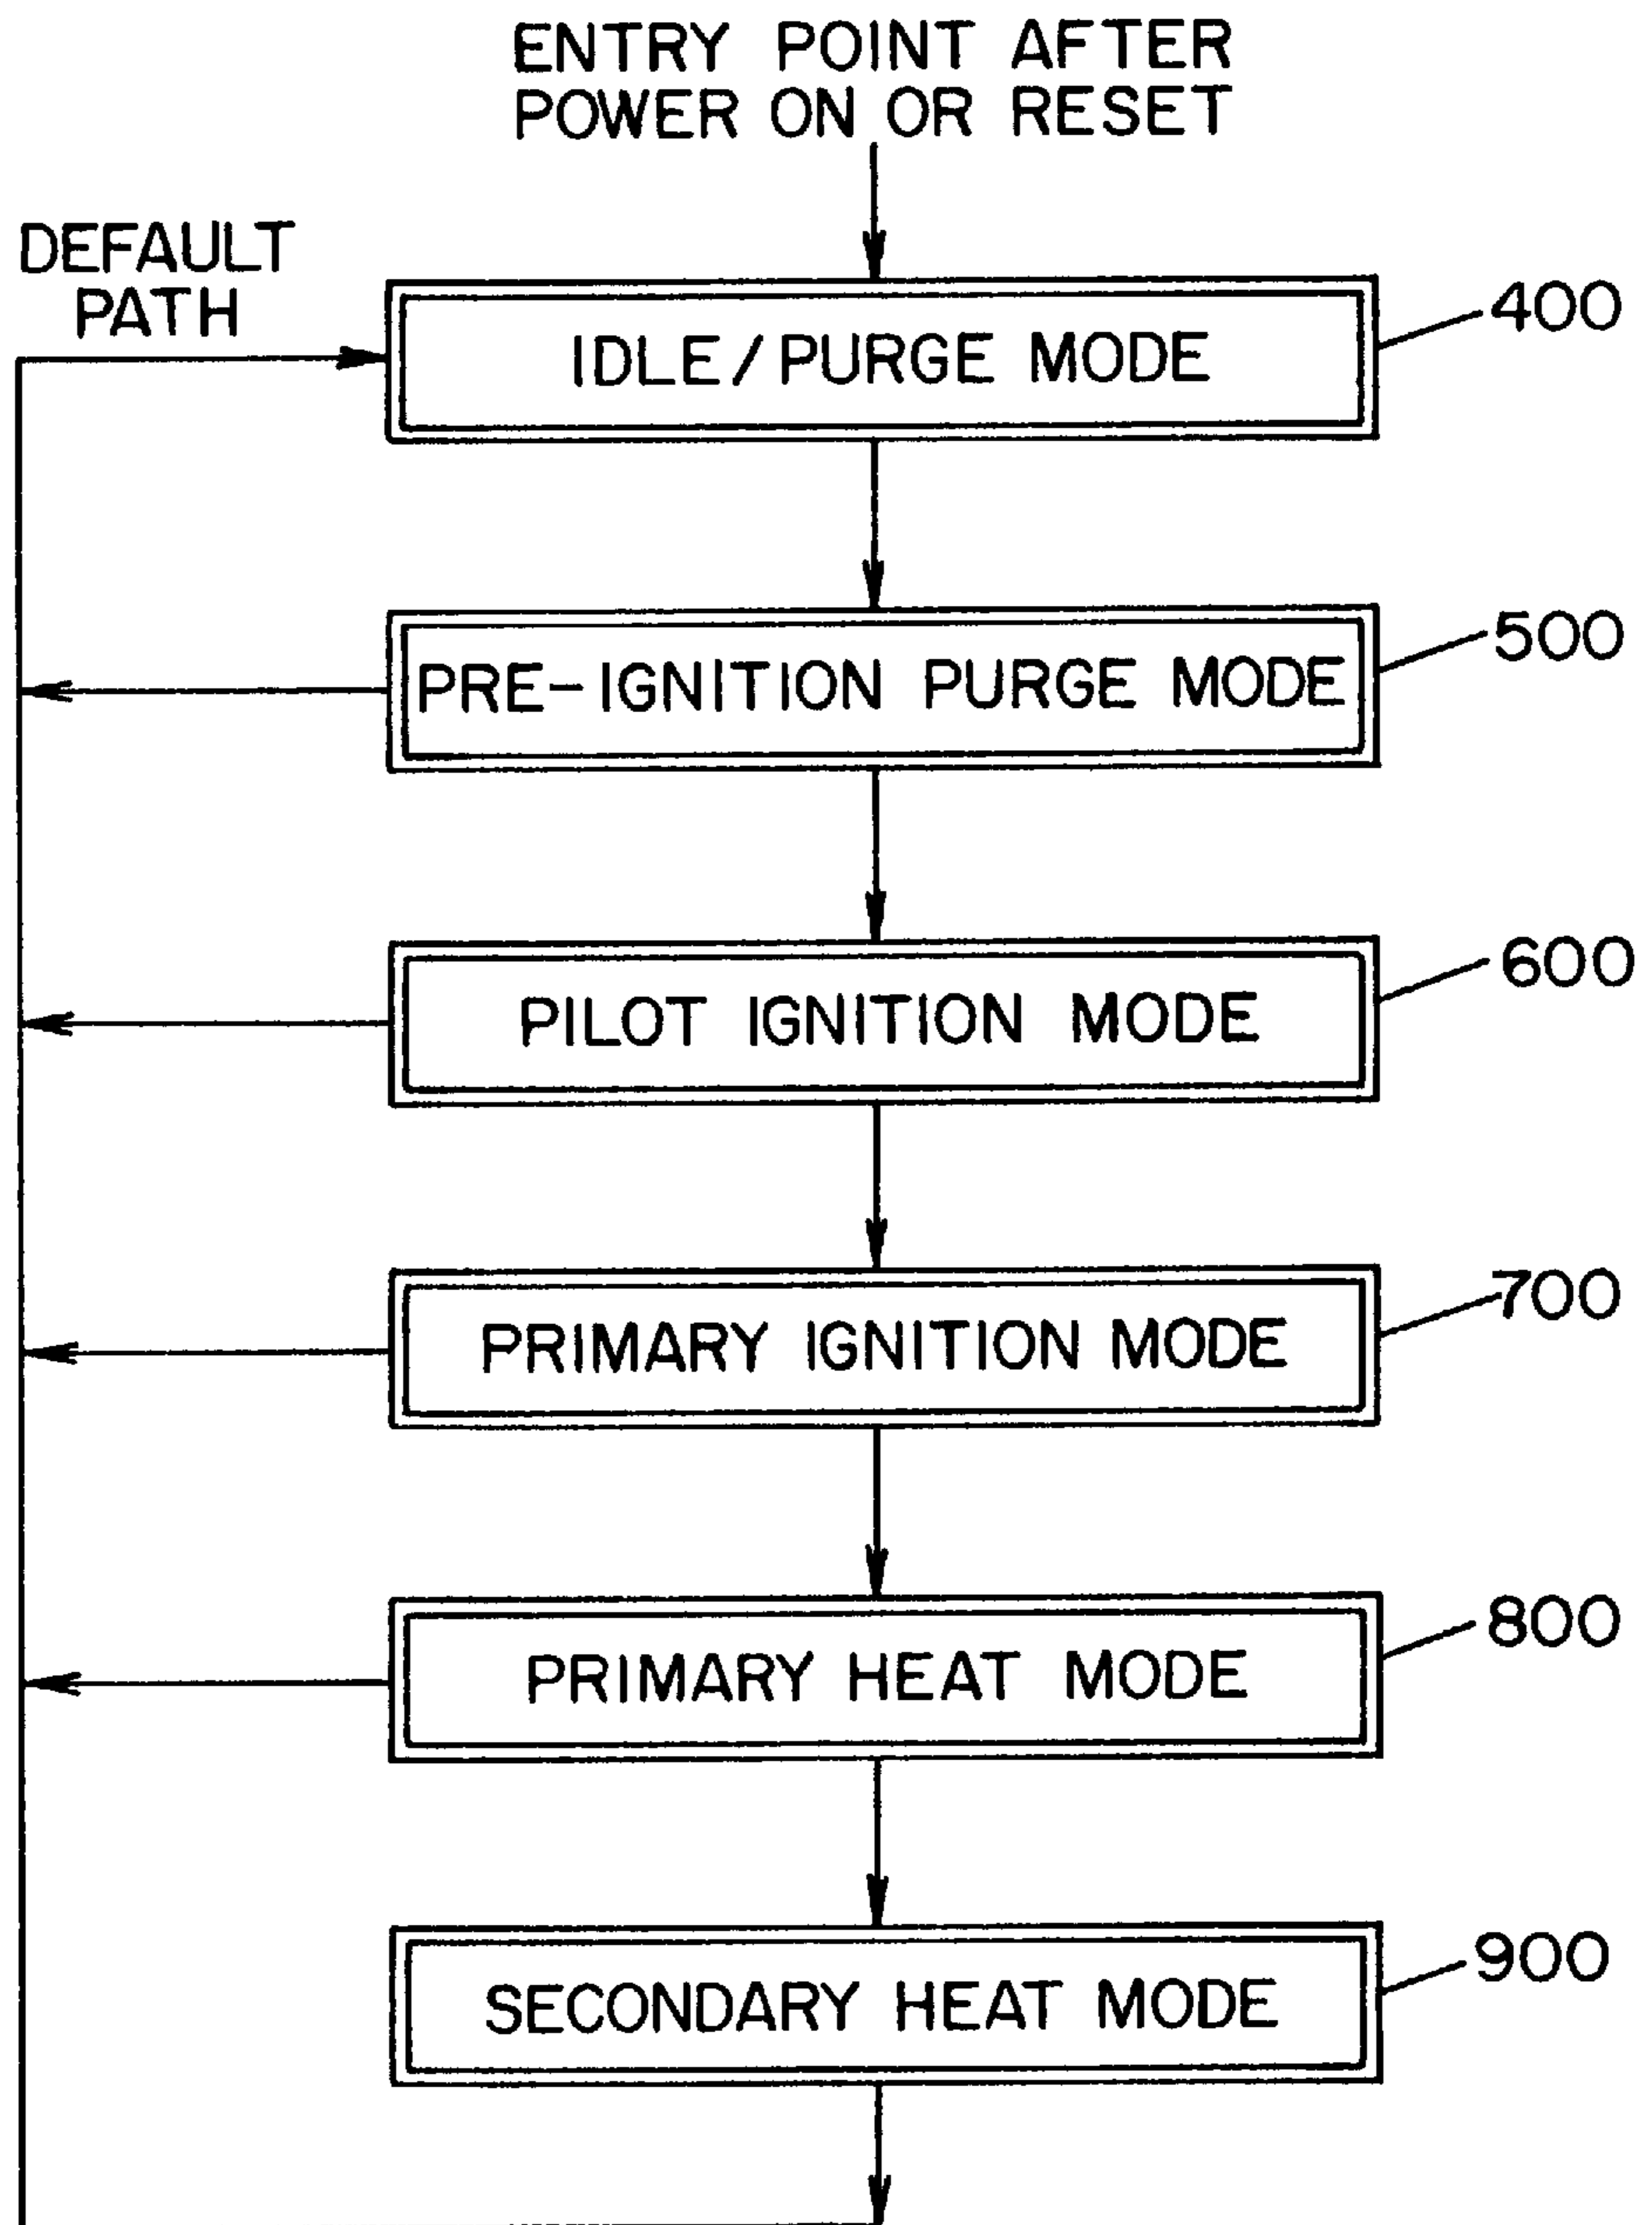 ENTRY POINT AFTER
POWER ON OR RESET
DEFAULT
PATH
IDLE/PURGE MODE
400
PRE-IGNITION PURGE MODE
500
PILOT IGNITION MODE
600
PRIMARY IGNITION MODE
700
PRIMARY HEAT MODE
800
SECONDARY HEAT MODE
900